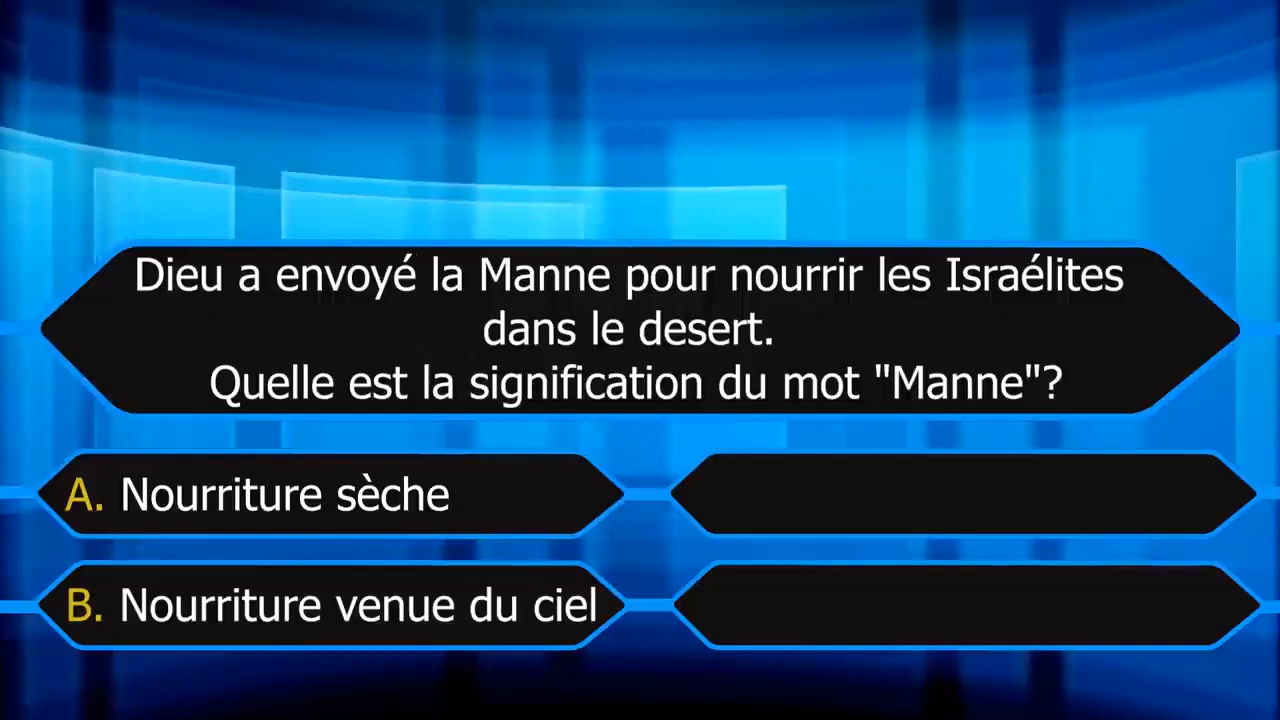 Dieu a envoyé la Manne pour nourrir les Israélites
dans le desert.
Quelle est la signification du mot "Manne"?
A. Nourriture sèche
B. Nourriture venue du ciel